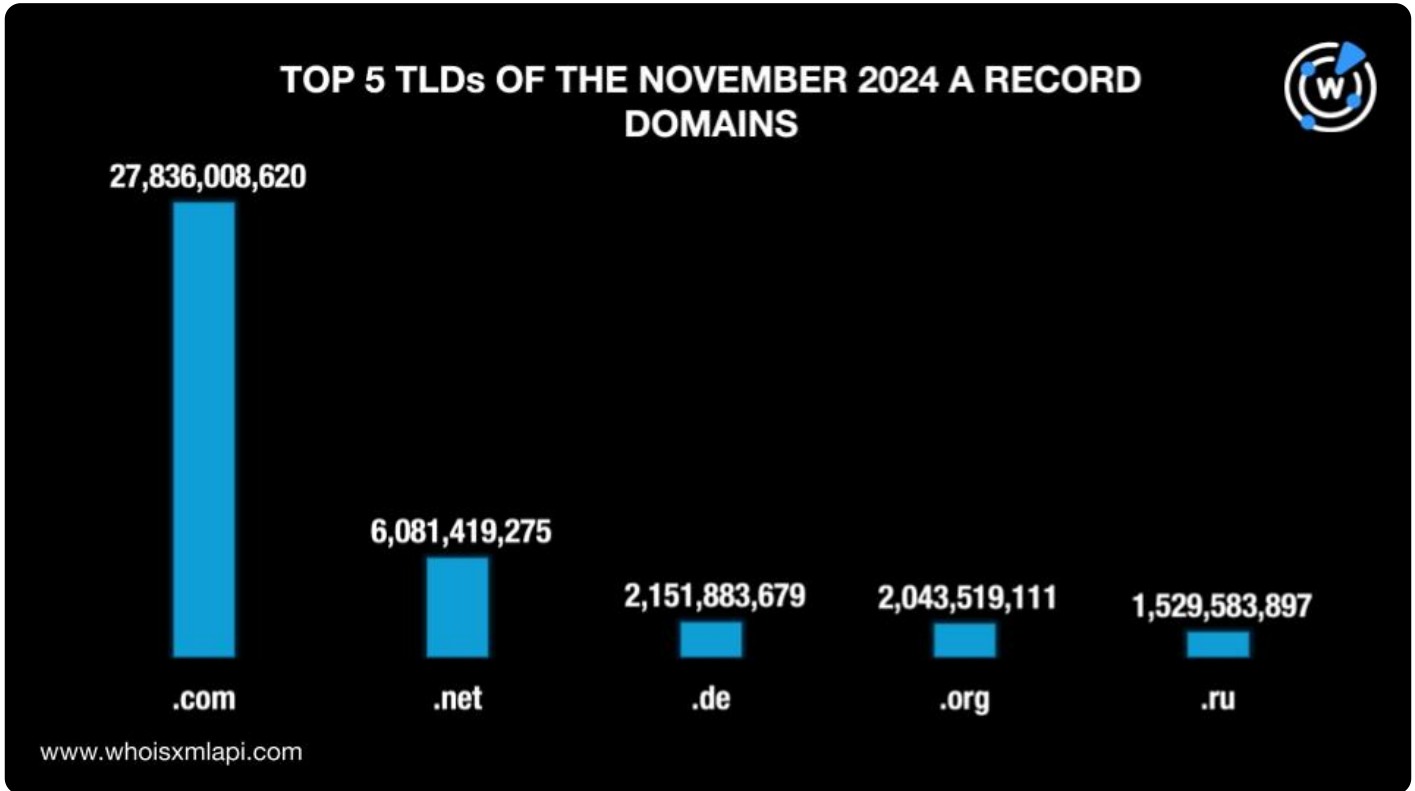 TOP 5 TLDs OF THE NOVEMBER 2024 A RECORD
DOMAINS
W
27,836,008,620
6,081,419,275
2,151,883,679
2,043,519,111
1,529,583,897
.com
.net
.de
.org
.ru
www.whoisxmlapi.com